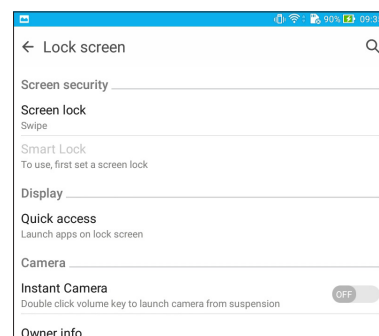 90% 09:3
Lock screen
Screen security
Screen lock
Swipe
Smart Lock
To use, first set a screen lock
Display
Quick access
Launch apps on lock screen
Camera
Instant Camera
OFF
Double click volume key to launch camera from suspension
Owner info